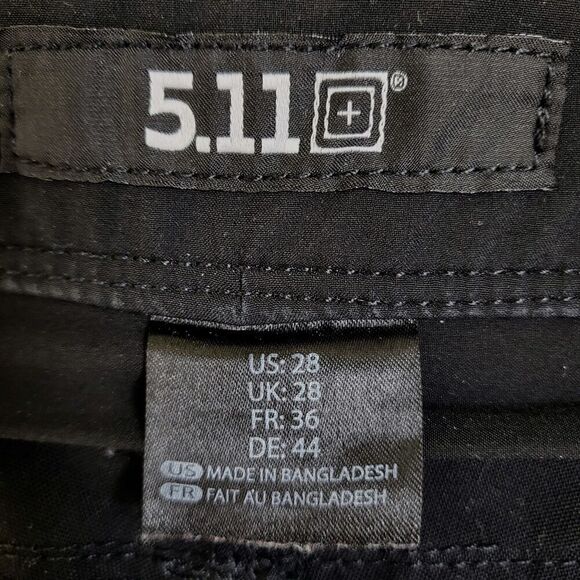 5.11®
US: 28
UK: 28
FR: 36
DE: 44
US MADE IN BANGLADESH
FR FAIT AU BANGLADESH